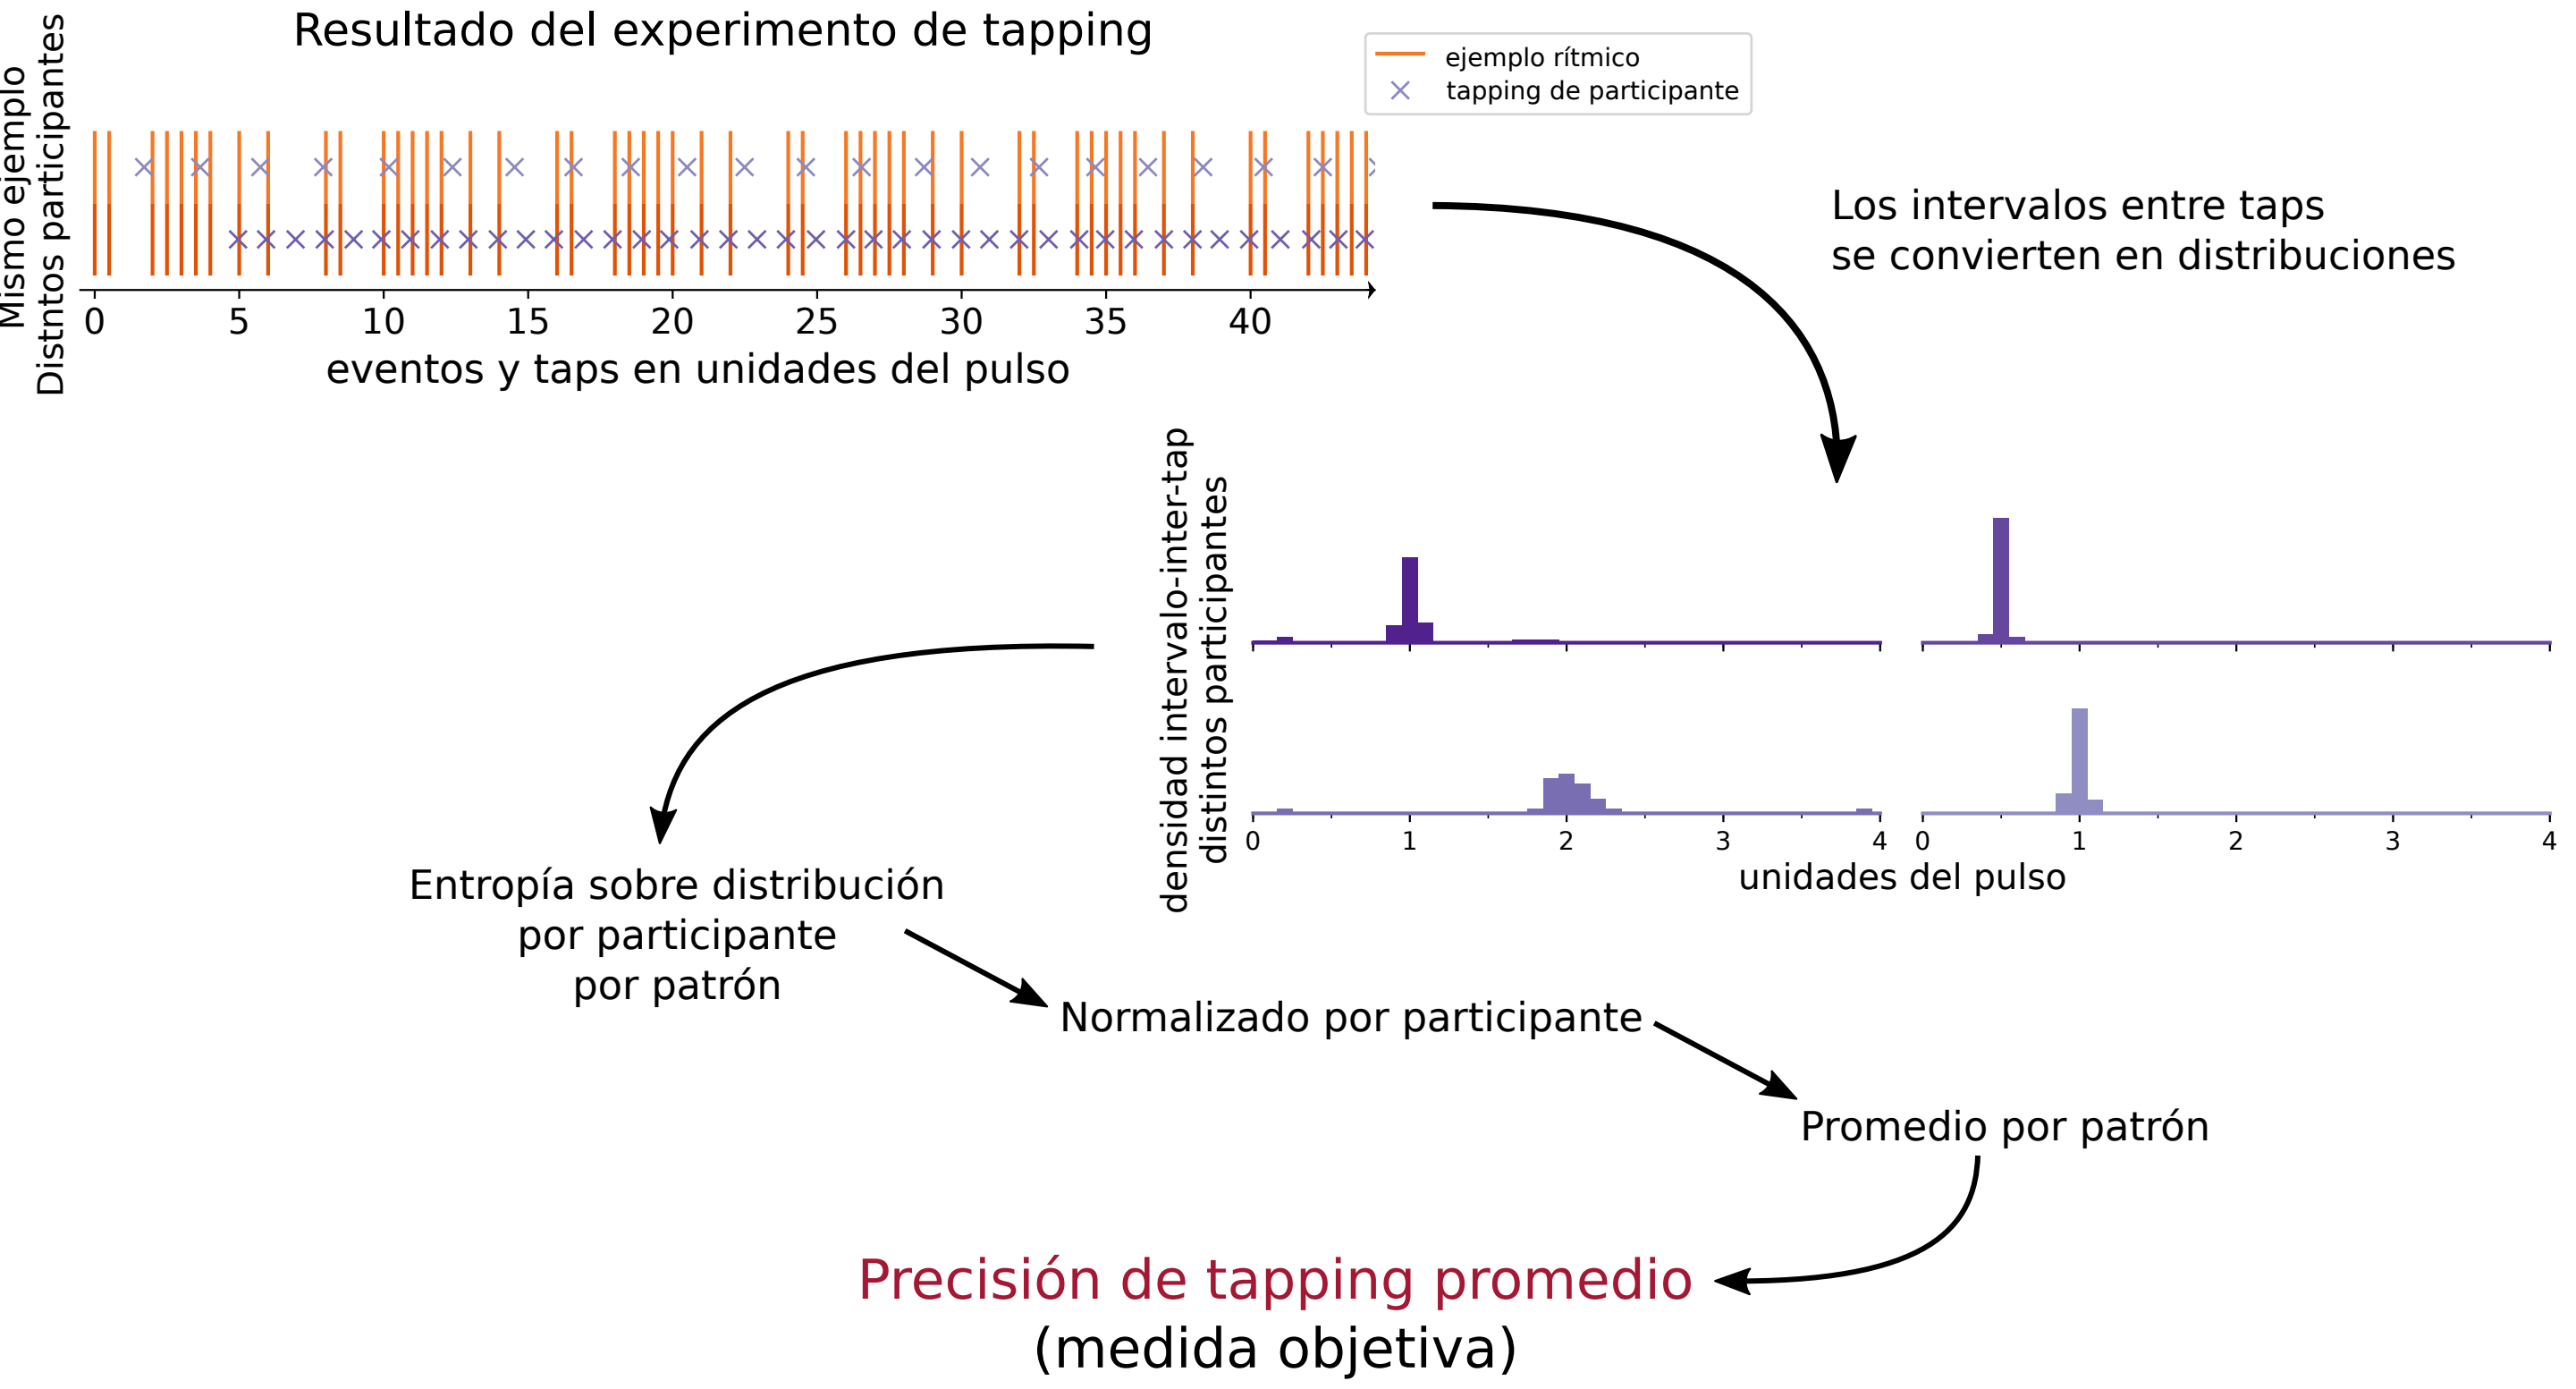 Resultado del experimento de tapping
ejemplo rítmico
tapping de participante
Mismo ejemplo
Distntos participantes
0 5 10 15 20 25 30 35 40
eventos y taps en unidades del pulso
Los intervalos entre taps
se convierten en distribuciones
densidad intervalo-inter-tap
distintos participantes
0 1 2 3 4 0 1 2 3 4
unidades del pulso
Entropía sobre distribución
por participante
por patrón
Normalizado por participante
Promedio por patrón
Precisión de tapping promedio
(medida objetiva)